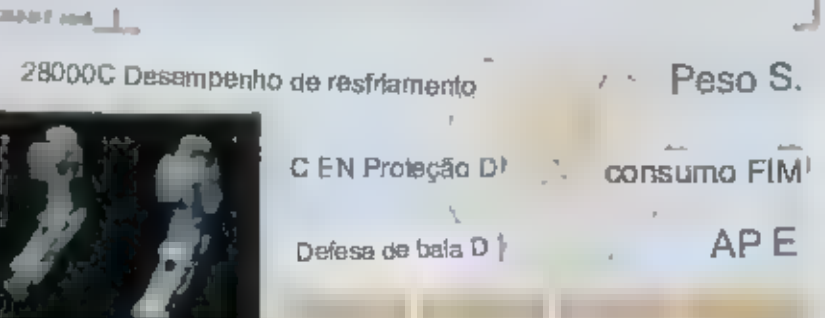 28000C Desempenho de resfriamento
Peso S.
C EN Proteção D
consumo FIM
Defesa de bala D
AP E